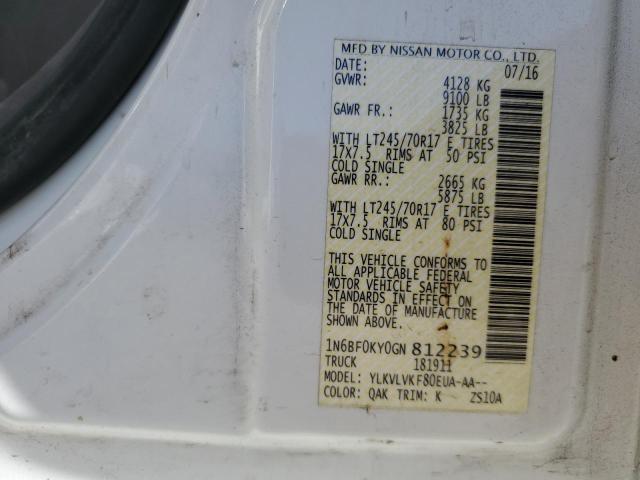 MFD BY NISSAN MOTOR CO., LTD.
DATE: 07/16
GVWR: 4128 KG
9100 LB
GAWR FR.: 1735 KG
3825 LB
WITH LT245/70R17 E TIRES
17X7.5 RIMS AT 50 PSI
COLD SINGLE
GAWR RR.: 2665 KG
5875 LB
WITH LT245/70R17 E TIRES
17X7.5 RIMS AT 80 PSI
COLD SINGLE
THIS VEHICLE CONFORMS TO
ALL APPLICABLE FEDERAL
MOTOR VEHICLE SAFETY
STANDARDS IN EFFECT ON
THE DATE OF MANUFACTURE
SHOWN ABOVE.
1N6BF0KY0GN 812239
TRUCK 181911
MODEL: YLKVLVKF80EUA-AA--
COLOR: QAK TRIM: K ZS10A